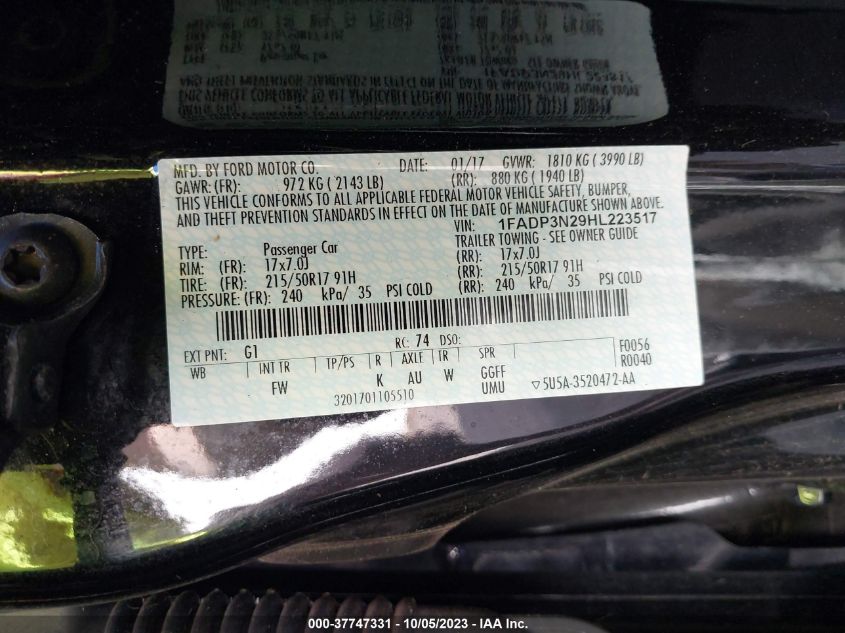 MFD. BY FORD MOTOR CO. DATE: 01/17 GVWR: 1810 KG ( 3990 LB)
GAWR: (FR): 972 KG ( 2143 LB) (RR): 880 KG ( 1940 LB)
THIS VEHICLE CONFORMS TO ALL APPLICABLE FEDERAL MOTOR VEHICLE SAFETY, BUMPER,
AND THEFT PREVENTION STANDARDS IN EFFECT ON THE DATE OF MANUFACTURE SHOWN ABOVE.
VIN: 1FADP3N29HL223517
TYPE: Passenger Car TRAILER TOWING - SEE OWNER GUIDE
RIM: (FR): 17x7.0J (RR): 17x7.0J
TIRE: (FR): 215/50R17 91H (RR): 215/50R17 91H
PRESSURE: (FR): 240 kPa/ 35 PSI COLD (RR): 240 kPa/ 35 PSI COLD
EXT PNT: G1 RC: 74 DSO: F0056
WB INT TR TP/PS R AXLE TR SPR R0040
FW K AU W GGFF
3201701105510 UMU ▽5U5A-3520472-AA
000-37747331 - 10/05/2023 - IAA Inc.